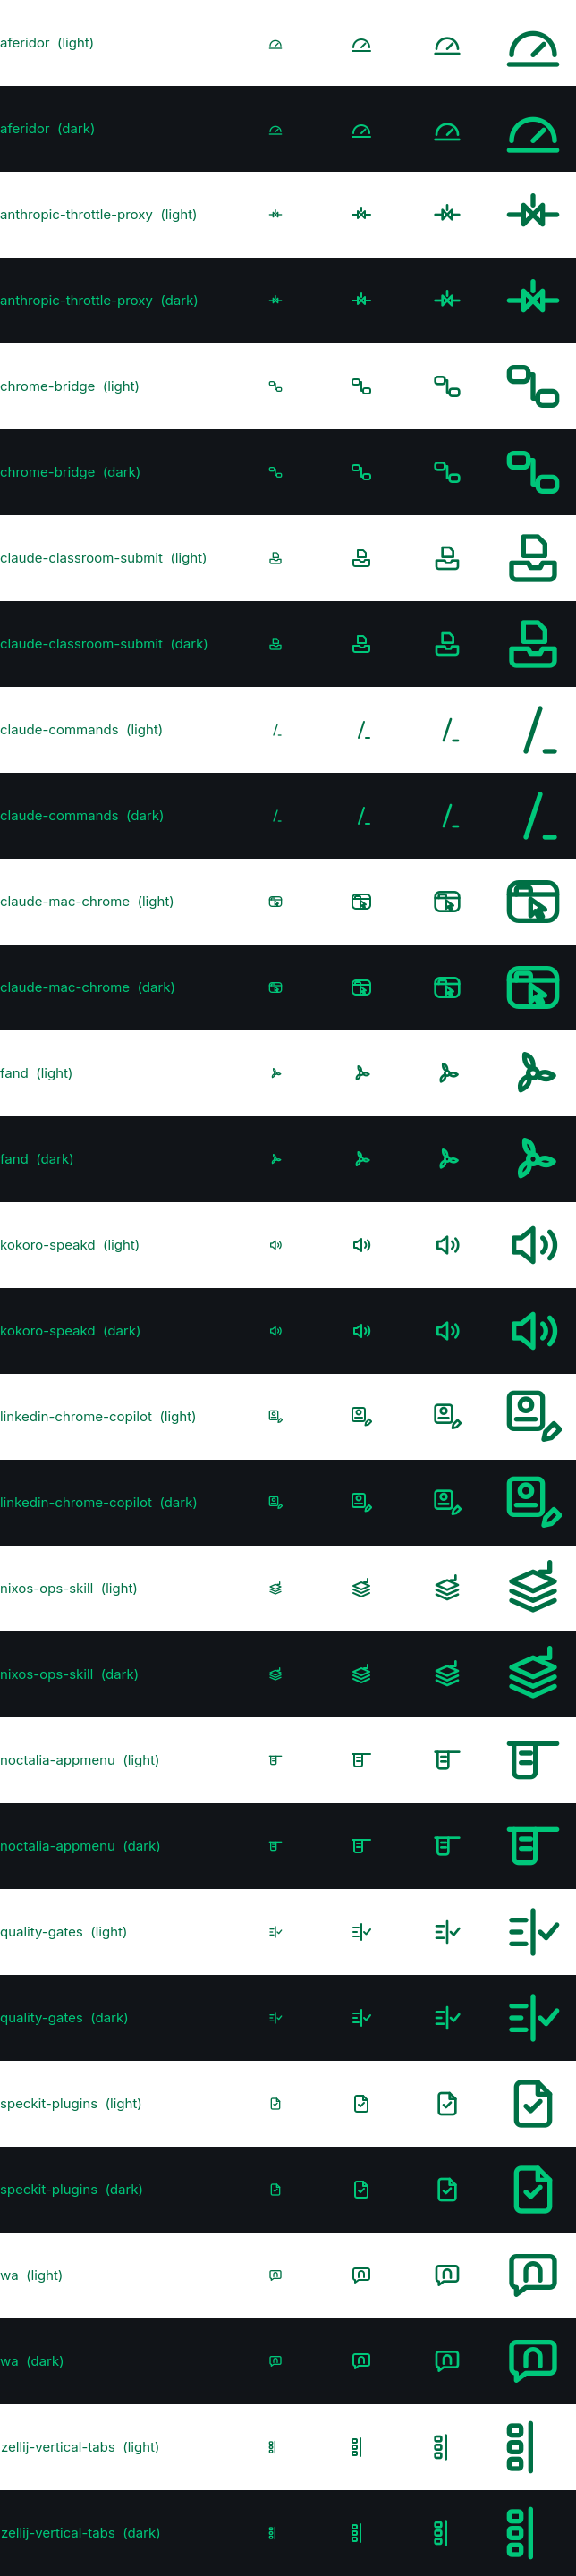 aferidor (light)
aferidor (dark)
anthropic-throttle-proxy (light)
anthropic-throttle-proxy (dark)
chrome-bridge (light)
chrome-bridge (dark)
claude-classroom-submit (light)
claude-classroom-submit (dark)
claude-commands (light)
claude-commands (dark)
claude-mac-chrome (light)
claude-mac-chrome (dark)
fand (light)
fand (dark)
kokoro-speakd (light)
kokoro-speakd (dark)
linkedin-chrome-copilot (light)
linkedin-chrome-copilot (dark)
nixos-ops-skill (light)
nixos-ops-skill (dark)
noctalia-appmenu (light)
noctalia-appmenu (dark)
quality-gates (light)
quality-gates (dark)
speckit-plugins (light)
speckit-plugins (dark)
wa (light)
wa (dark)
zellij-vertical-tabs (light)
zellij-vertical-tabs (dark)